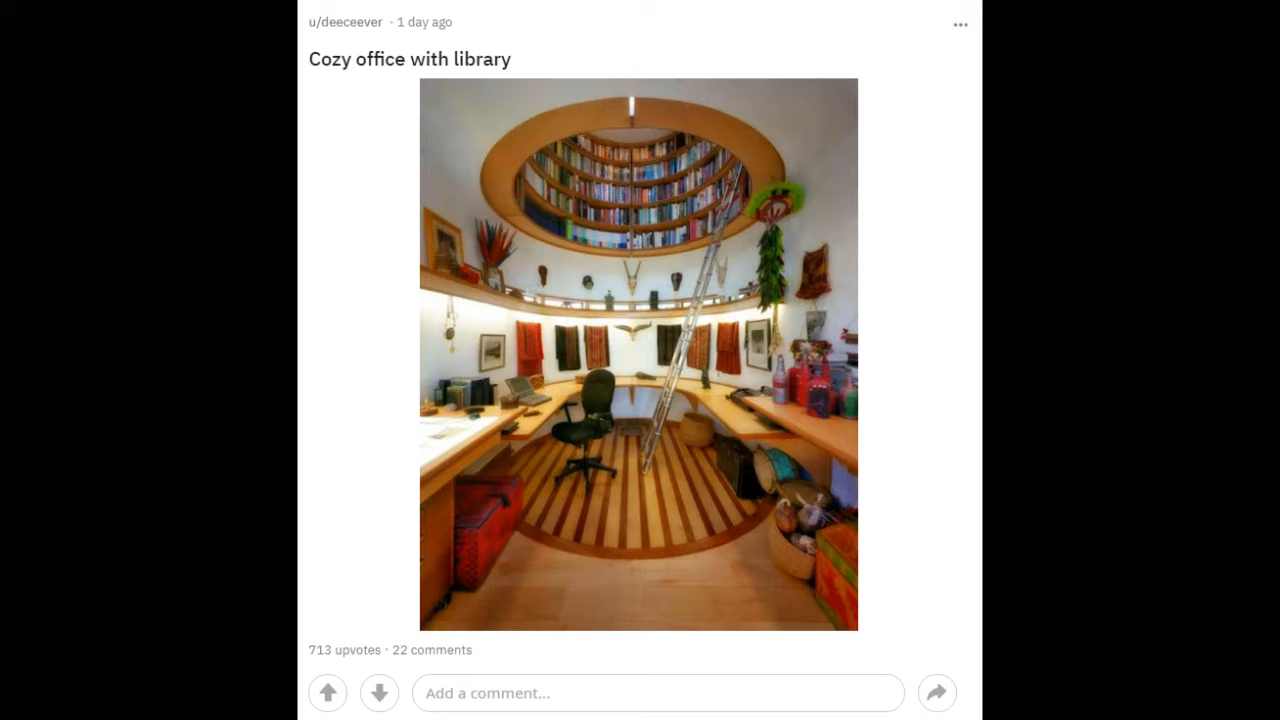 u/deeceever · 1 day ago
Cozy office with library
713 upvotes · 22 comments
Add a comment...